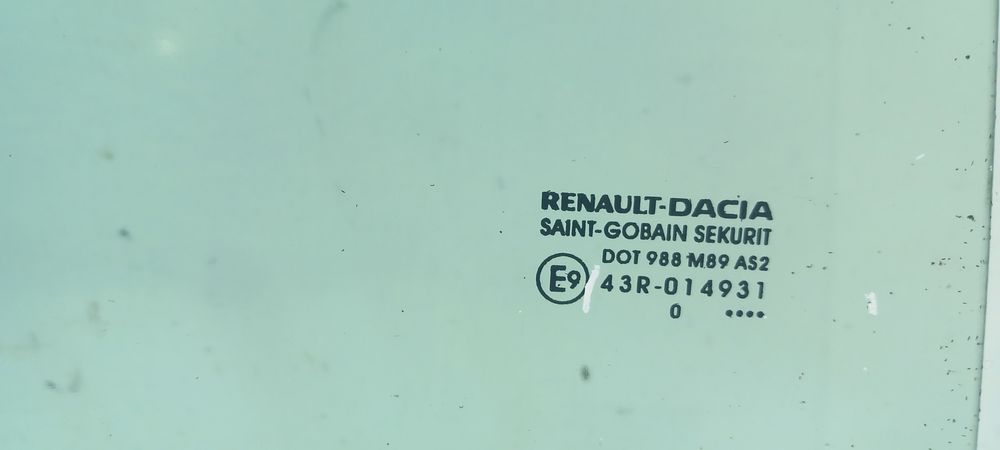 RENAULT-DACIA
SAINT-GOBAIN SEKURIT
DOT 988 M89 AS2
E9 43R-014931
0 ••••